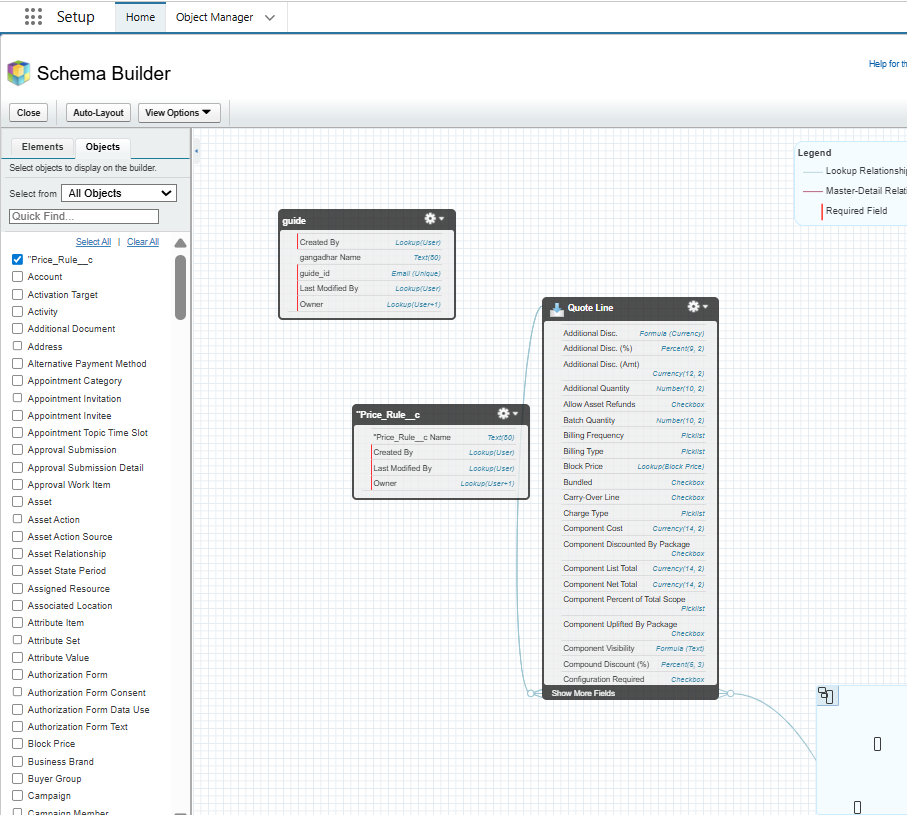 Setup
Home
Object Manager
Schema Builder
Help for th
Close
Auto-Layout
View Options
Elements
Objects
Select objects to display on the builder.
Select from
All Objects
Quick Find...
Select All | Clear All
"Price_Rule__c
Account
Activation Target
Activity
Additional Document
Address
Alternative Payment Method
Appointment Category
Appointment Invitation
Appointment Invitee
Appointment Topic Time Slot
Approval Submission
Approval Submission Detail
Approval Work Item
Asset
Asset Action
Asset Action Source
Asset Relationship
Asset State Period
Assigned Resource
Associated Location
Attribute Item
Attribute Set
Attribute Value
Authorization Form
Authorization Form Consent
Authorization Form Data Use
Authorization Form Text
Block Price
Business Brand
Buyer Group
Campaign
Campaign Member
guide
Created By Lookup(User)
gangadhar Name Text(80)
guide_id Email (Unique)
Last Modified By Lookup(User)
Owner Lookup(User+1)
"Price_Rule__c
"Price_Rule__c Name Text(80)
Created By Lookup(User)
Last Modified By Lookup(User)
Owner Lookup(User+1)
Quote Line
Additional Disc. Formula (Currency)
Additional Disc. (%) Percent(9, 2)
Additional Disc. (Amt)
Currency(12, 2)
Additional Quantity Number(10, 2)
Allow Asset Refunds Checkbox
Batch Quantity Number(10, 2)
Billing Frequency Picklist
Billing Type Picklist
Block Price Lookup(Block Price)
Bundled Checkbox
Carry-Over Line Checkbox
Charge Type Picklist
Component Cost Currency(14, 2)
Component Discounted By Package
Checkbox
Component List Total Currency(14, 2)
Component Net Total Currency(14, 2)
Component Percent of Total Scope
Picklist
Component Uplifted By Package
Checkbox
Component Visibility Formula (Text)
Compound Discount (%) Percent(5, 3)
Configuration Required Checkbox
Show More Fields
Legend
Lookup Relationshi
Master-Detail Relat
Required Field